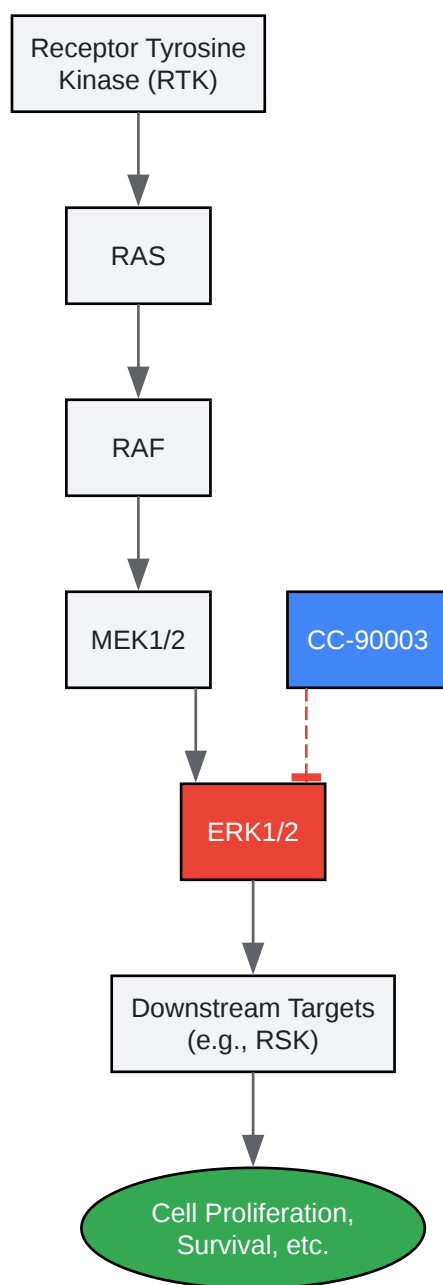 Receptor Tyrosine
Kinase (RTK)
RAS
RAF
MEK1/2
CC-90003
ERK1/2
Downstream Targets
(e.g., RSK)
Cell Proliferation,
Survival, etc.